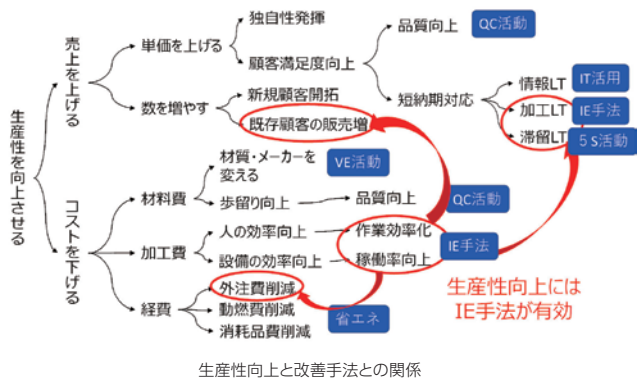 生産性を向上させる
売上を上げる
単価を上げる
独自性発揮
顧客満足度向上
品質向上
QC活動
短納期対応
情報LT
IT活用
加工LT
IE手法
滞留LT
5S活動
数を増やす
新規顧客開拓
既存顧客の販売増
コストを下げる
材料費
材質・メーカーを
変える
VE活動
歩留り向上
品質向上
QC活動
加工費
人の効率向上
作業効率化
設備の効率向上
稼働率向上
IE手法
経費
外注費削減
動燃費削減
消耗品費削減
省エネ
生産性向上には
IE手法が有効
生産性向上と改善手法との関係